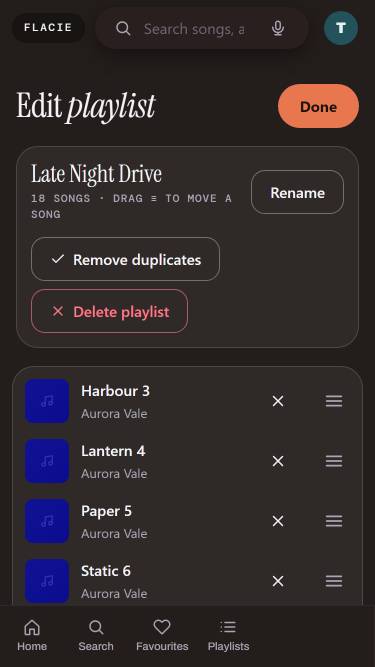 FLACIE
Search songs, a
T
Edit playlist
Done
Late Night Drive
18 SONGS · DRAG ≡ TO MOVE A
SONG
Rename
Remove duplicates
Delete playlist
Harbour 3
Aurora Vale
Lantern 4
Aurora Vale
Paper 5
Aurora Vale
Static 6
Aurora Vale
Home
Search
Favourites
Playlists